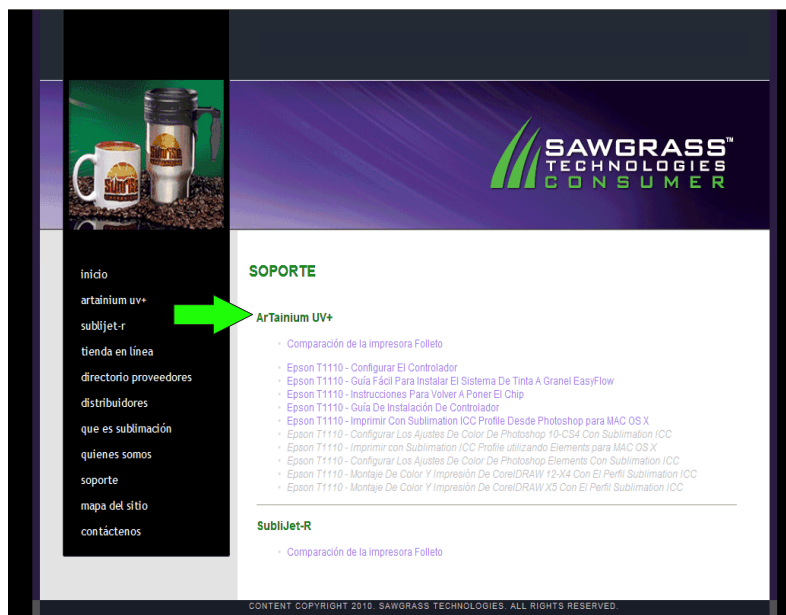 SAWGRASS™
TECHNOLOGIES
CONSUMER
Sunrise
Sunrise
inicio
artainium uv+
sublijet-r
tienda en línea
directorio proveedores
distribuidores
que es sublimación
quienes somos
soporte
mapa del sitio
contáctenos
SOPORTE
ArTainium UV+
Comparación de la impresora Folleto
Epson T1110 - Configurar El Controlador
Epson T1110 - Guía Fácil Para Instalar El Sistema De Tinta A Granel EasyFlow
Epson T1110 - Instrucciones Para Volver A Poner El Chip
Epson T1110 - Guía De Instalación De Controlador
Epson T1110 - Imprimir Con Sublimation ICC Profile Desde Photoshop para MAC OS X
Epson T1110 - Configurar Los Ajustes De Color De Photoshop 10-CS4 Con Sublimation ICC
Epson T1110 - Imprimir con Sublimation ICC Profile utilizando Elements para MAC OS X
Epson T1110 - Configurar Los Ajustes De Color De Photoshop Elements Con Sublimation ICC
Epson T1110 - Montaje De Color Y Impresión De CorelDRAW 12-X4 Con El Perfil Sublimation ICC
Epson T1110 - Montaje De Color Y Impresión De CorelDRAW X5 Con El Perfil Sublimation ICC
SubliJet-R
Comparación de la impresora Folleto
CONTENT COPYRIGHT 2010. SAWGRASS TECHNOLOGIES. ALL RIGHTS RESERVED.